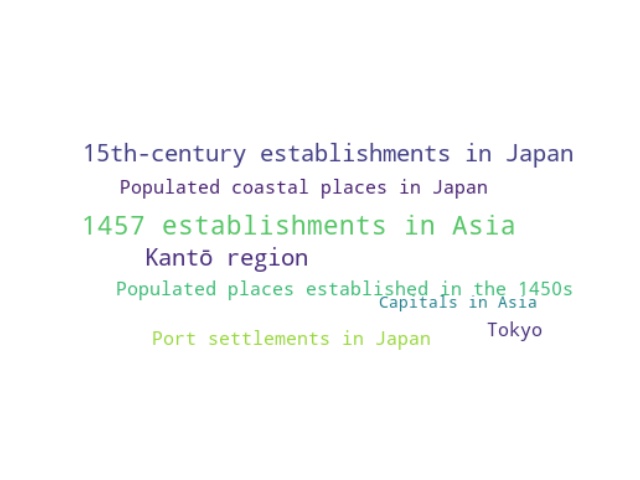 15th-century establishments in Japan
Populated coastal places in Japan
1457 establishments in Asia
Kantō region
Populated places established in the 1450s
Capitals in Asia
Tokyo
Port settlements in Japan